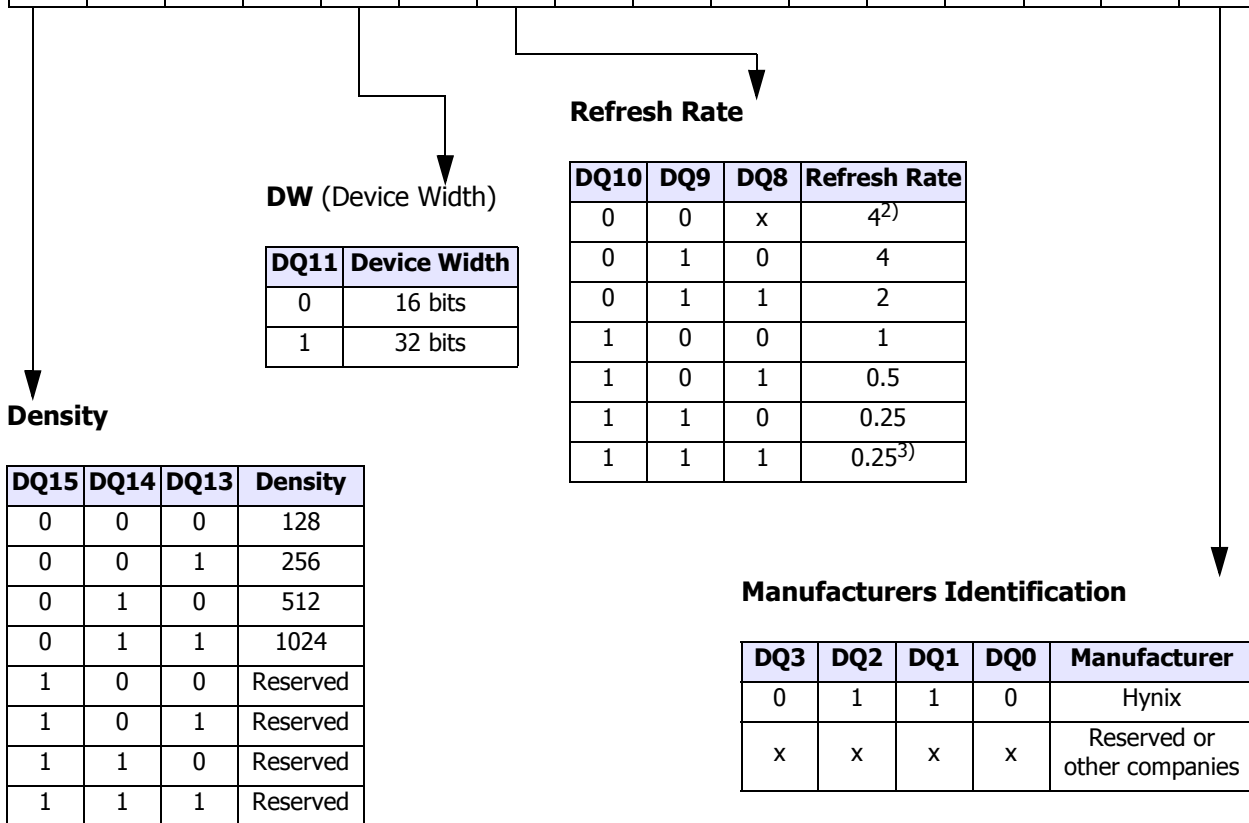 Refresh Rate
DQ10 DQ9 DQ8 Refresh Rate
0 0 x 42)
0 1 0 4
0 1 1 2
1 0 0 1
1 0 1 0.5
1 1 0 0.25
1 1 1 0.253)
DW (Device Width)
DQ11 Device Width
0 16 bits
1 32 bits
Density
DQ15 DQ14 DQ13 Density
0 0 0 128
0 0 1 256
0 1 0 512
0 1 1 1024
1 0 0 Reserved
1 0 1 Reserved
1 1 0 Reserved
1 1 1 Reserved
Manufacturers Identification
DQ3 DQ2 DQ1 DQ0 Manufacturer
0 1 1 0 Hynix
x x x x Reserved or
other companies